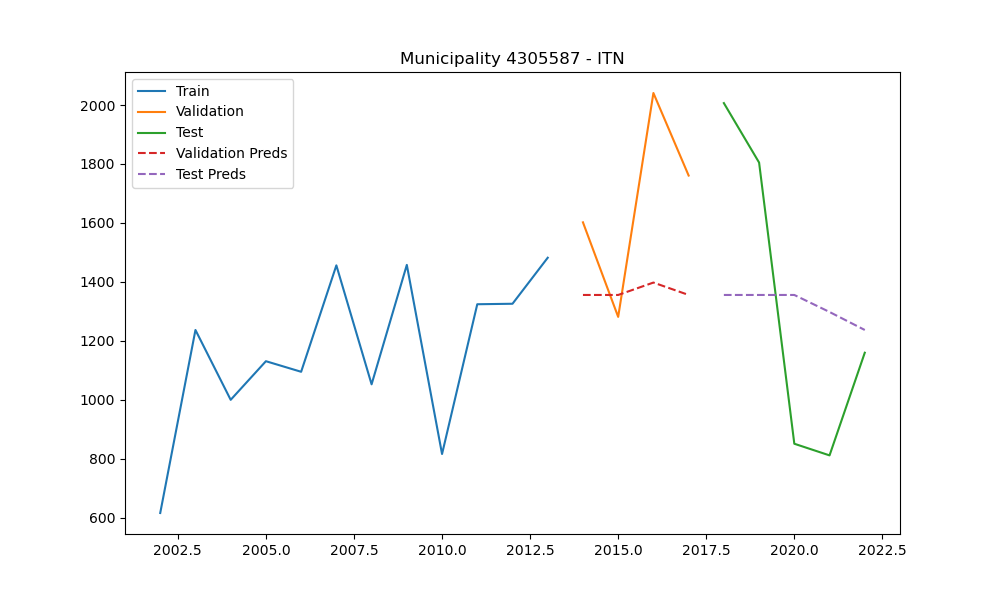 Municipality 4305587 - ITN
Train
Validation
Test
Validation Preds
Test Preds
2000
1800
1600
1400
1200
1000
800
600
2002.5 2005.0 2007.5 2010.0 2012.5 2015.0 2017.5 2020.0 2022.5